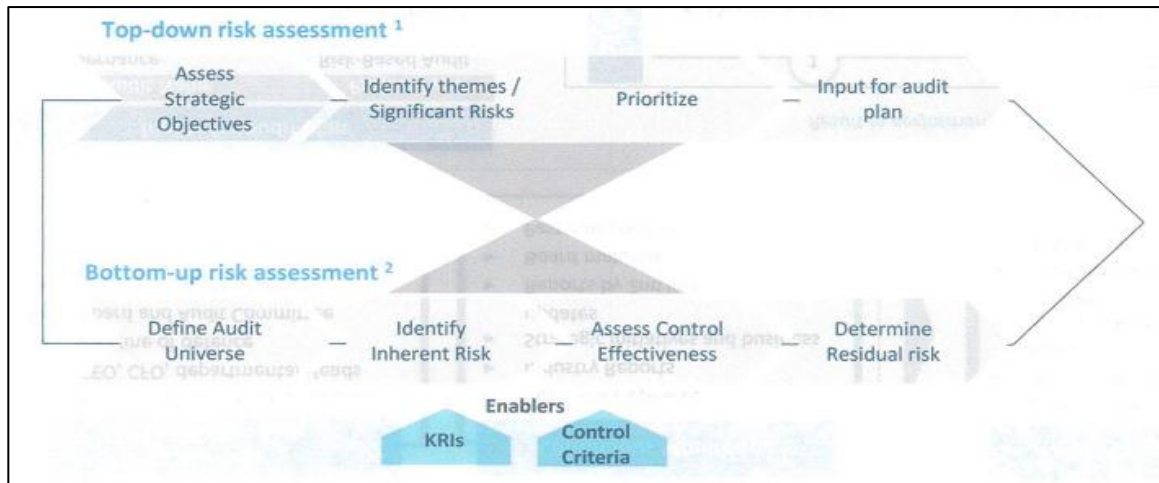 Top-down risk assessment 1
Assess
Strategic
Objectives
Identify themes /
Significant Risks
Prioritize
Input for audit
plan
Bottom-up risk assessment 2
Define Audit
Universe
Identify
Inherent Risk
Assess Control
Effectiveness
Determine
Residual risk
Enablers
KRIs
Control
Criteria